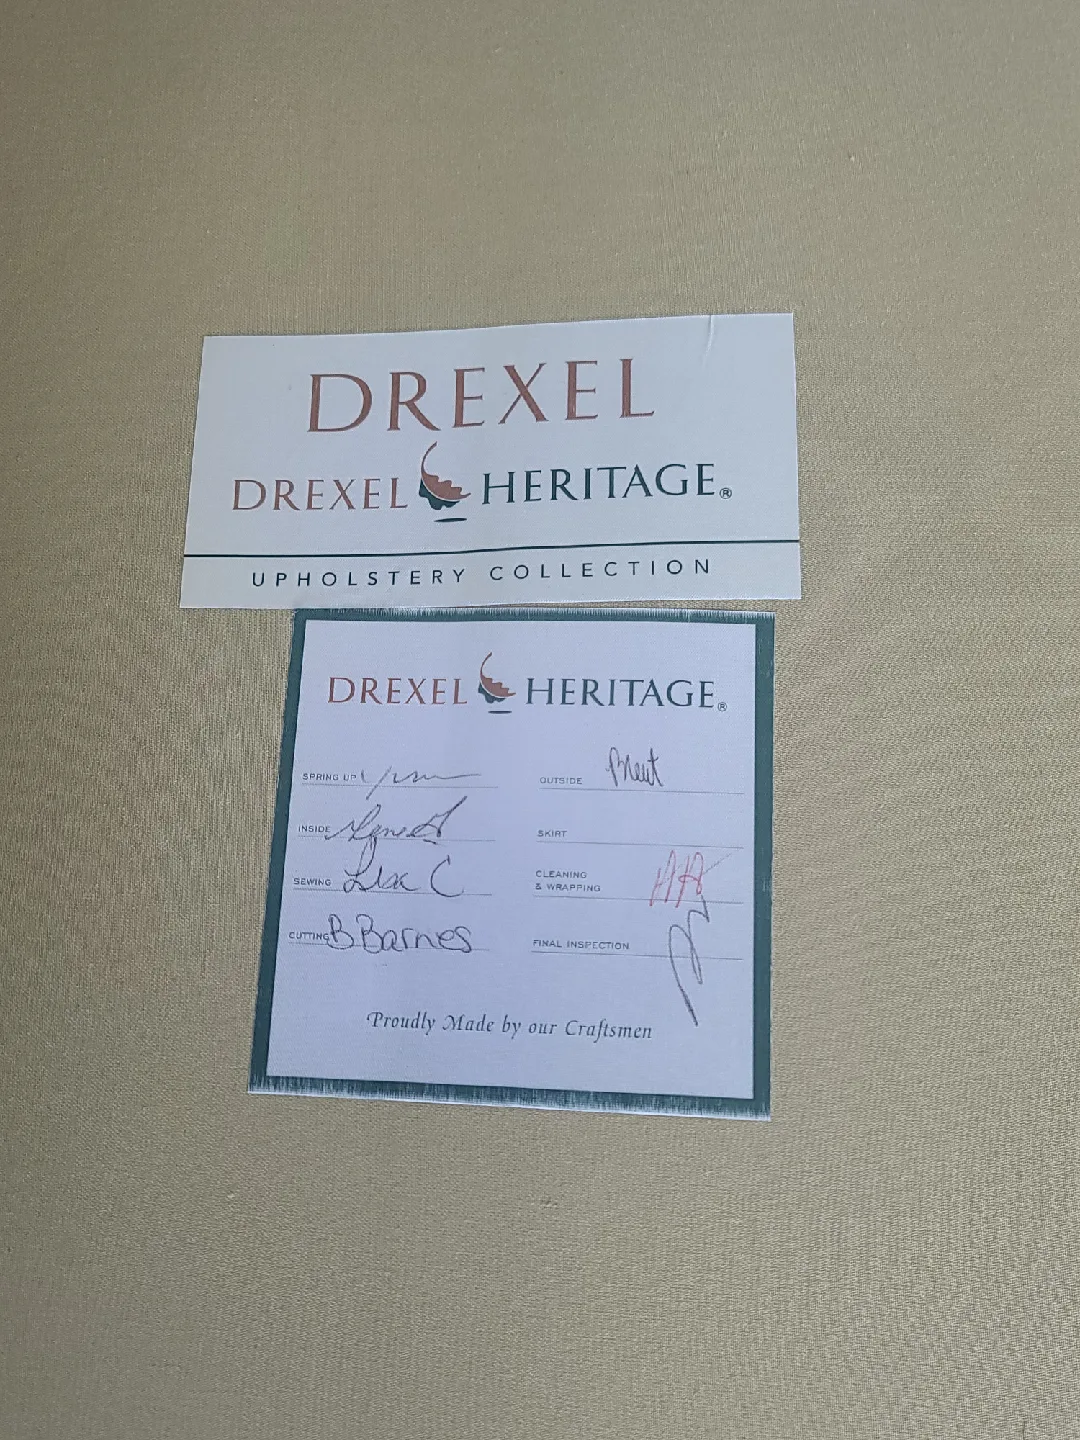 DREXEL
DREXEL HERITAGE®
UPHOLSTERY COLLECTION
DREXEL HERITAGE®
SPRING UP
INSIDE
SEWING Lisa C
CUTTING B Barnes
OUTSIDE Brent
SKIRT
CLEANING
& WRAPPING
FINAL INSPECTION
Proudly Made by our Craftsmen